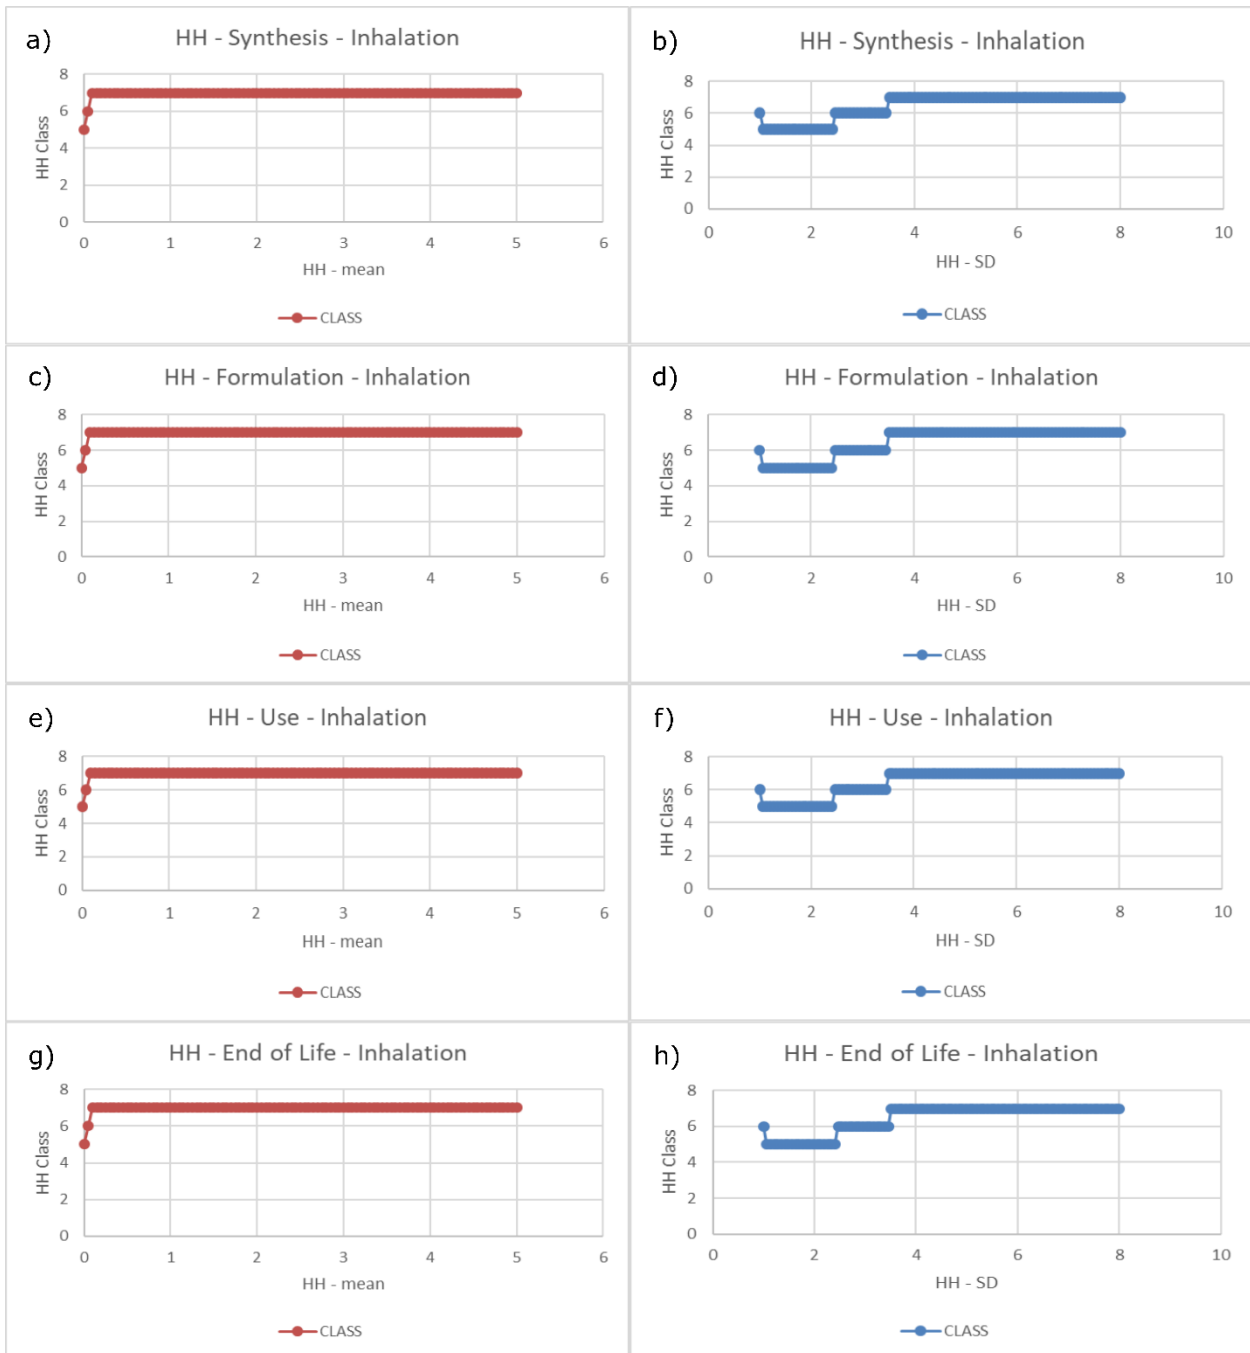 a)
HH - Synthesis - Inhalation
8
6
4
2
0
HH Class
0 1 2 3 4 5 6
HH - mean
CLASS
b)
HH - Synthesis - Inhalation
8
6
4
2
0
HH Class
0 2 4 6 8 10
HH - SD
CLASS
c)
HH - Formulation - Inhalation
8
6
4
2
0
HH Class
0 1 2 3 4 5 6
HH - mean
CLASS
d)
HH - Formulation - Inhalation
8
6
4
2
0
HH Class
0 2 4 6 8 10
HH - SD
CLASS
e)
HH - Use - Inhalation
8
6
4
2
0
HH Class
0 1 2 3 4 5 6
HH - mean
CLASS
f)
HH - Use - Inhalation
8
6
4
2
0
HH Class
0 2 4 6 8 10
HH - SD
CLASS
g)
HH - End of Life - Inhalation
8
6
4
2
0
HH Class
0 1 2 3 4 5 6
HH - mean
CLASS
h)
HH - End of Life - Inhalation
8
6
4
2
0
HH Class
0 2 4 6 8 10
HH - SD
CLASS